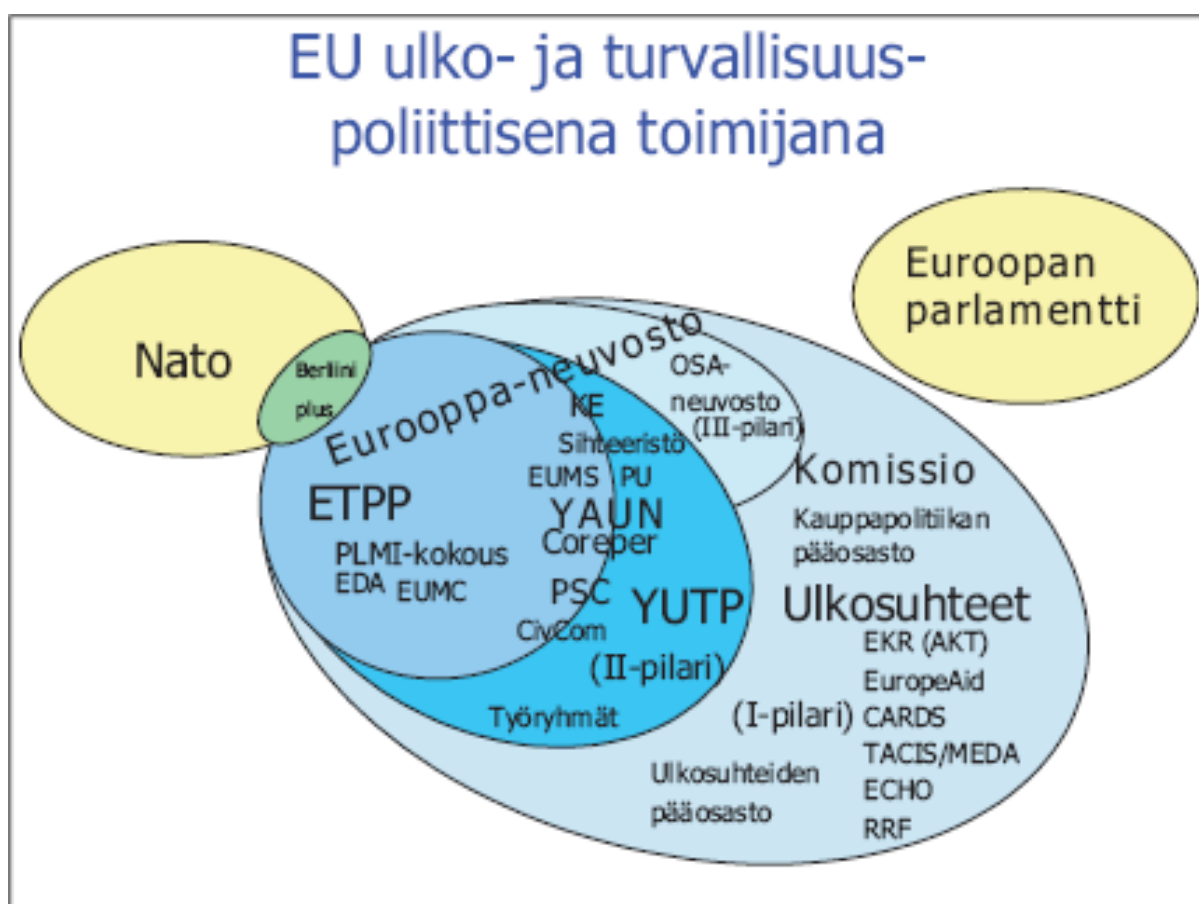 EU ulko- ja turvallisuus-
poliittisena toimijana
Euroopan
parlamentti
Nato
Berliini
plus
Eurooppa-neuvosto
OSA-
neuvosto
(III-pilari)
KE
Sihteeristö
EUMS PU
ETPP
YAUN
Coreper
PLMI-kokous
EDA EUMC
PSC
CivCom
YUTP
(II-pilari)
Työryhmät
Komissio
Kauppapolitiikan
pääosasto
Ulkosuhteet
EKR (AKT)
EuropeAid
(I-pilari)
CARDS
TACIS/MEDA
ECHO
RRF
Ulkosuhteiden
pääosasto